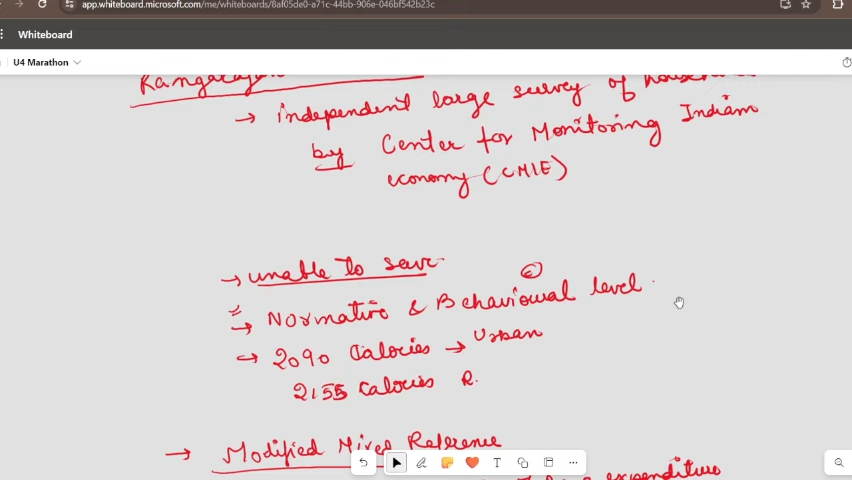 app.whiteboard.microsoft.com/me/whiteboards/8af05de0-a71c-44bb-906e-046bf542b23c
Whiteboard
U4 Marathon
Rangarajan
→ independent large survey of
by Center for Monitoring Indian
economy (CMIE)
→ unable to save
→ Normative & Behavioural level
→ 2090 Calories → Urban
2155 Calories R.
→ Modified Mixed Reference
expenditure